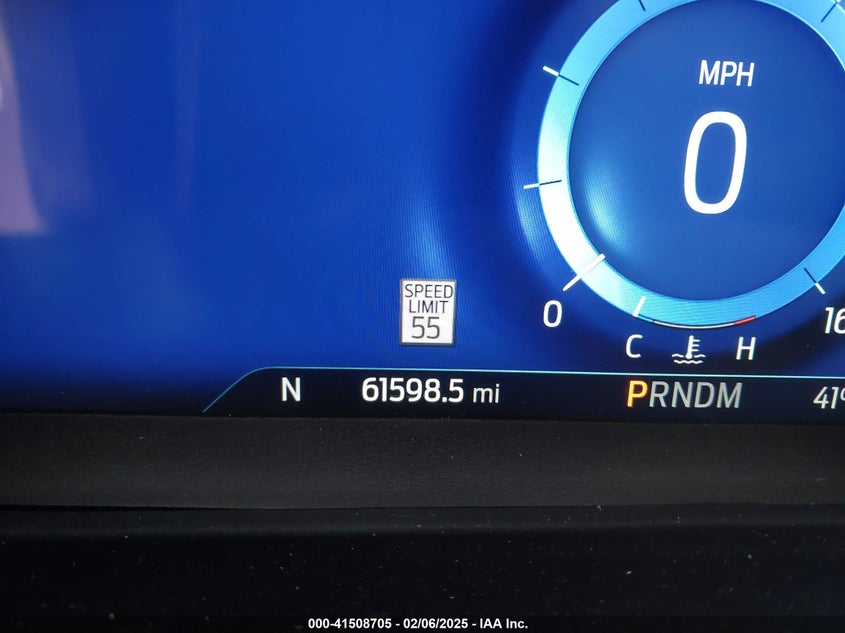 MPH
0
SPEED
LIMIT
55
0
C
H
N
61598.5 mi
PRNDM
000-41508705 - 02/06/2025 - IAA Inc.